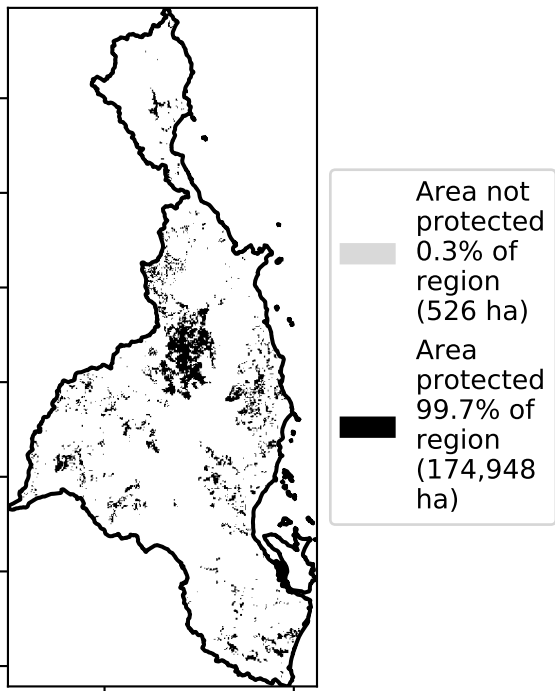 Area not
protected
0.3% of
region
(526 ha)
Area
protected
99.7% of
region
(174,948
ha)